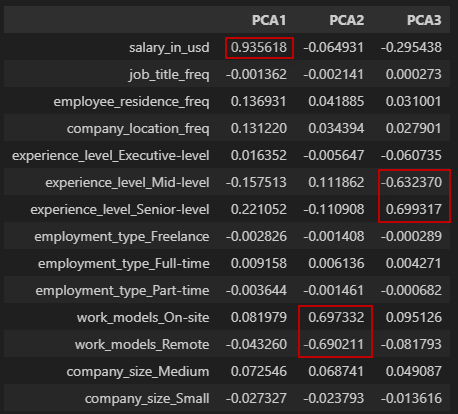 PCA1 PCA2 PCA3
salary_in_usd 0.935618 -0.064931 -0.295438
job_title_freq -0.001362 -0.002141 0.000273
employee_residence_freq 0.136931 0.041885 0.031001
company_location_freq 0.131220 0.034394 0.027901
experience_level_Executive-level 0.016352 -0.005647 -0.060735
experience_level_Mid-level -0.157513 0.111862 -0.632370
experience_level_Senior-level 0.221052 -0.110908 0.699317
employment_type_Freelance -0.002826 -0.001408 -0.000289
employment_type_Full-time 0.009158 0.006136 0.004271
employment_type_Part-time -0.003644 -0.001461 -0.000682
work_models_On-site 0.081979 0.697332 0.095126
work_models_Remote -0.043260 -0.690211 -0.081793
company_size_Medium 0.072546 0.068741 0.049087
company_size_Small -0.027327 -0.023793 -0.013616